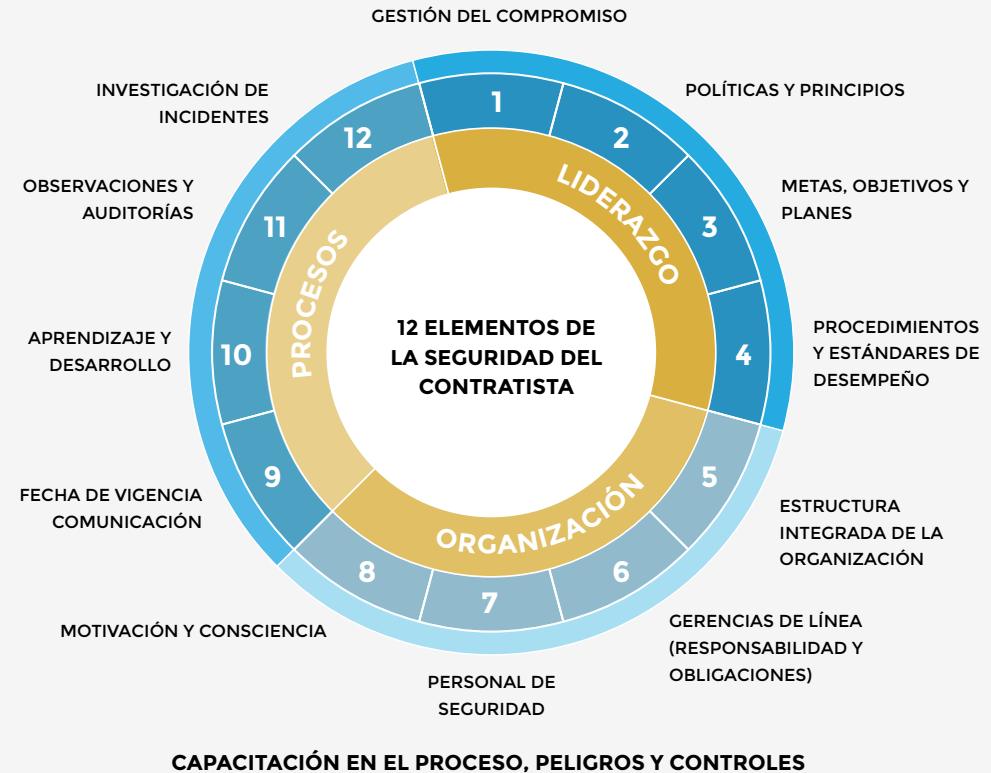 GESTIÓN DEL COMPROMISO
POLÍTICAS Y PRINCIPIOS
METAS, OBJETIVOS Y
PLANES
PROCEDIMIENTOS
Y ESTÁNDARES DE
DESEMPEÑO
ESTRUCTURA
INTEGRADA DE LA
ORGANIZACIÓN
GERENCIAS DE LÍNEA
(RESPONSABILIDAD Y
OBLIGACIONES)
PERSONAL DE
SEGURIDAD
MOTIVACIÓN Y CONSCIENCIA
FECHA DE VIGENCIA
COMUNICACIÓN
APRENDIZAJE Y
DESARROLLO
OBSERVACIONES Y
AUDITORÍAS
INVESTIGACIÓN DE
INCIDENTES
1
2
3
4
5
6
7
8
9
10
11
12
LIDERAZGO
ORGANIZACIÓN
PROCESOS
12 ELEMENTOS DE
LA SEGURIDAD DEL
CONTRATISTA
CAPACITACIÓN EN EL PROCESO, PELIGROS Y CONTROLES